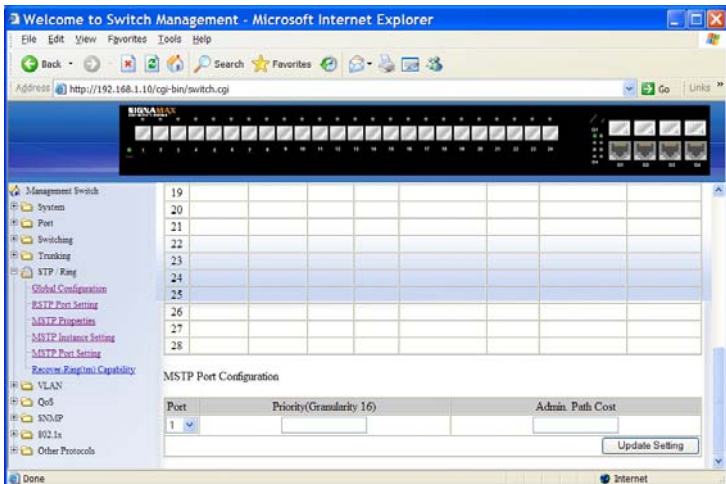 Welcome to Switch Management - Microsoft Internet Explorer
File Edit View Favorites Tools Help
Back Search Favorites
Address http://192.168.1.10/cgi-bin/switch.cgi Go Links »
SIGNAMAX
Management Switch
System
Port
Switching
Trunking
STP / Ring
Global Configuration
RSTP Port Setting
MSTP Properties
MSTP Instance Setting
MSTP Port Setting
Recover-Ring(tm) Capability
VLAN
QoS
SNMP
802.1x
Other Protocols
19
20
21
22
23
24
25
26
27
28
MSTP Port Configuration
Port Priority(Granularity 16) Admin. Path Cost
1
Update Setting
Done Internet